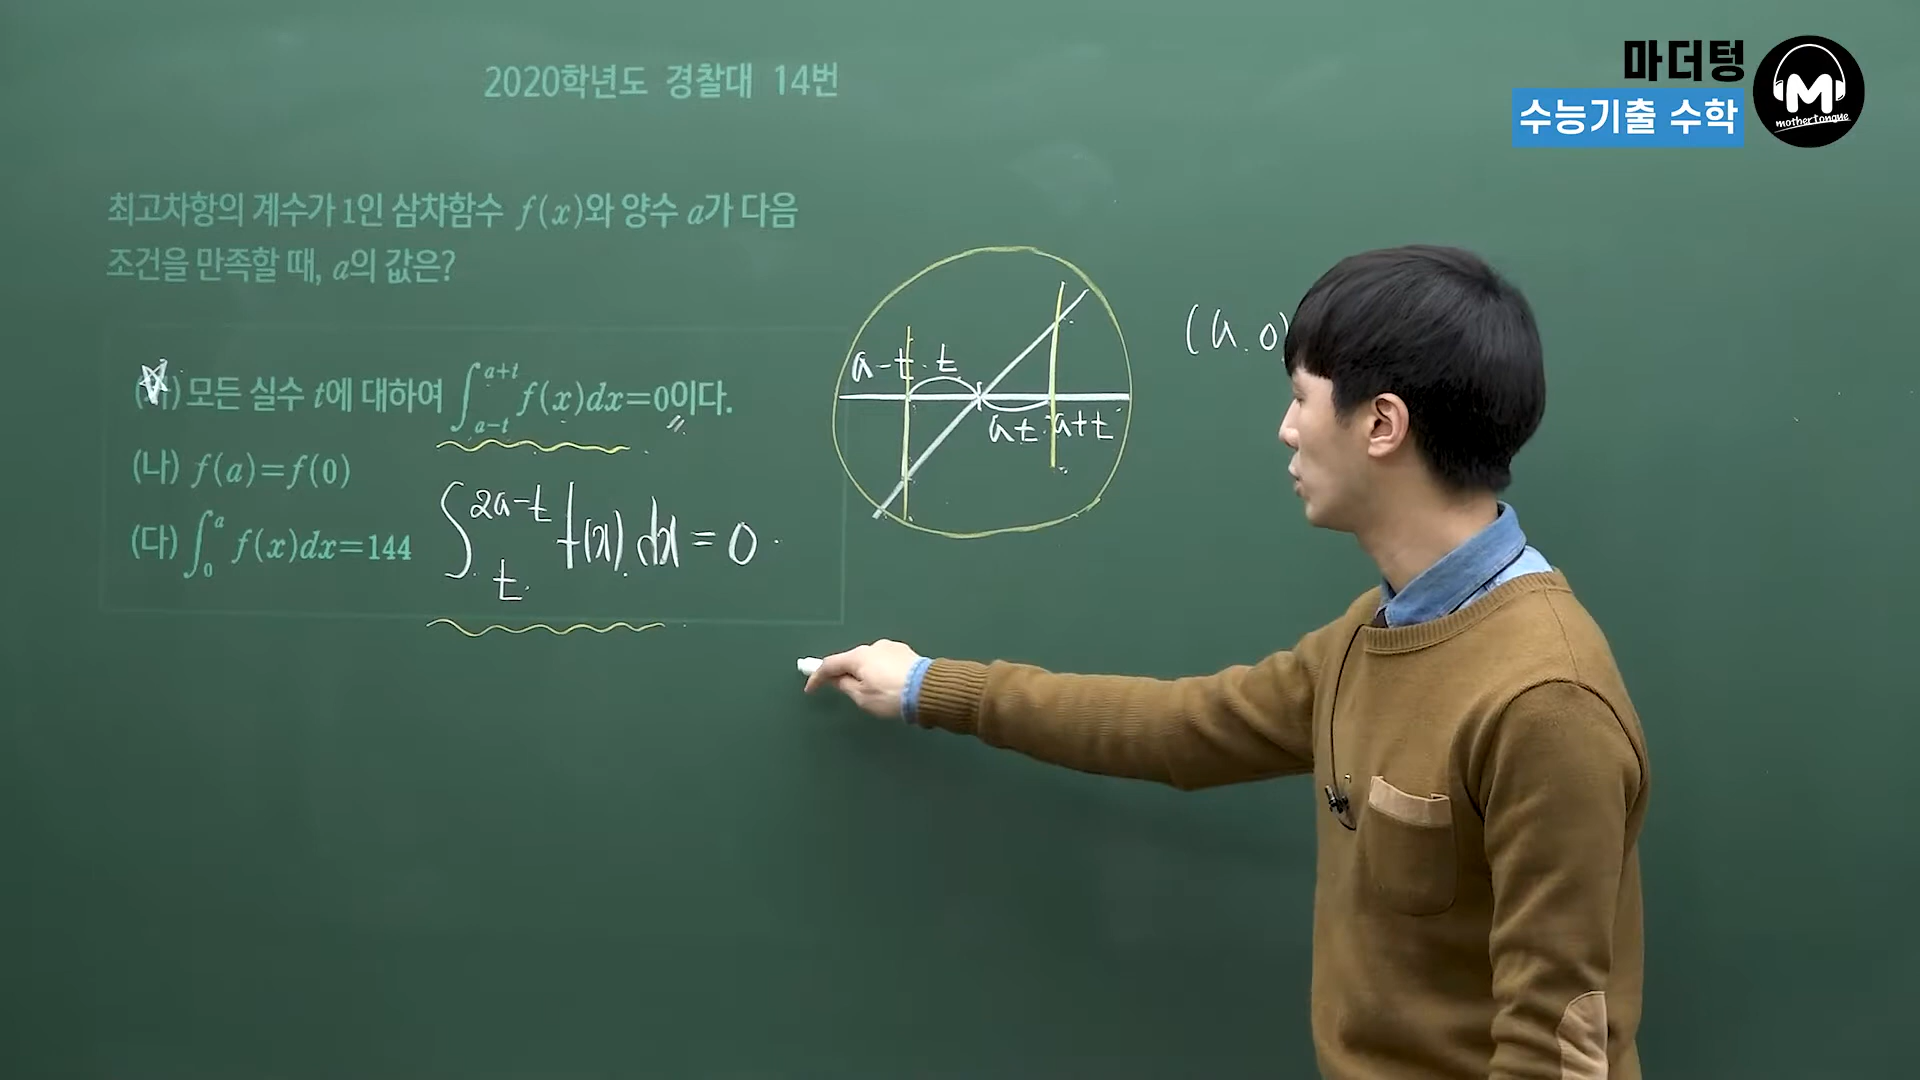 2020학년도 경찰대 14번
마더텅
수능기출 수학
M
mothertongue
최고차항의 계수가 1인 삼차함수 f(x)와 양수 a가 다음
조건을 만족할 때, a의 값은?
) 모든 실수 t에 대하여 ∫_{a-t}^{a+t} f(x)dx=0이다.
(나) f(a)=f(0)
(다) ∫_0^a f(x)dx=144
∫_t^{2a-t} f(x) dx = 0
a-t t
at a+t
(a.0)